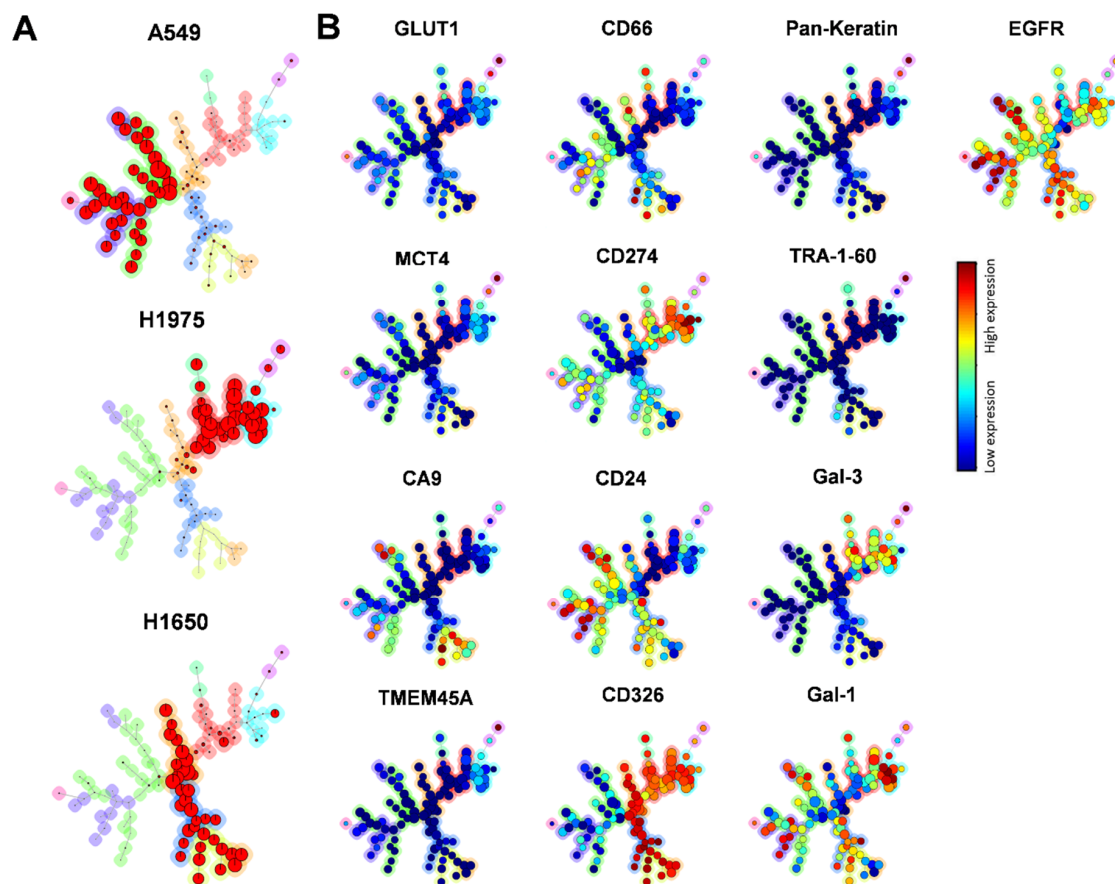 A
B
A549
GLUT1
CD66
Pan-Keratin
EGFR
MCT4
CD274
TRA-1-60
H1975
High expression
Low expression
CA9
CD24
Gal-3
H1650
TMEM45A
CD326
Gal-1